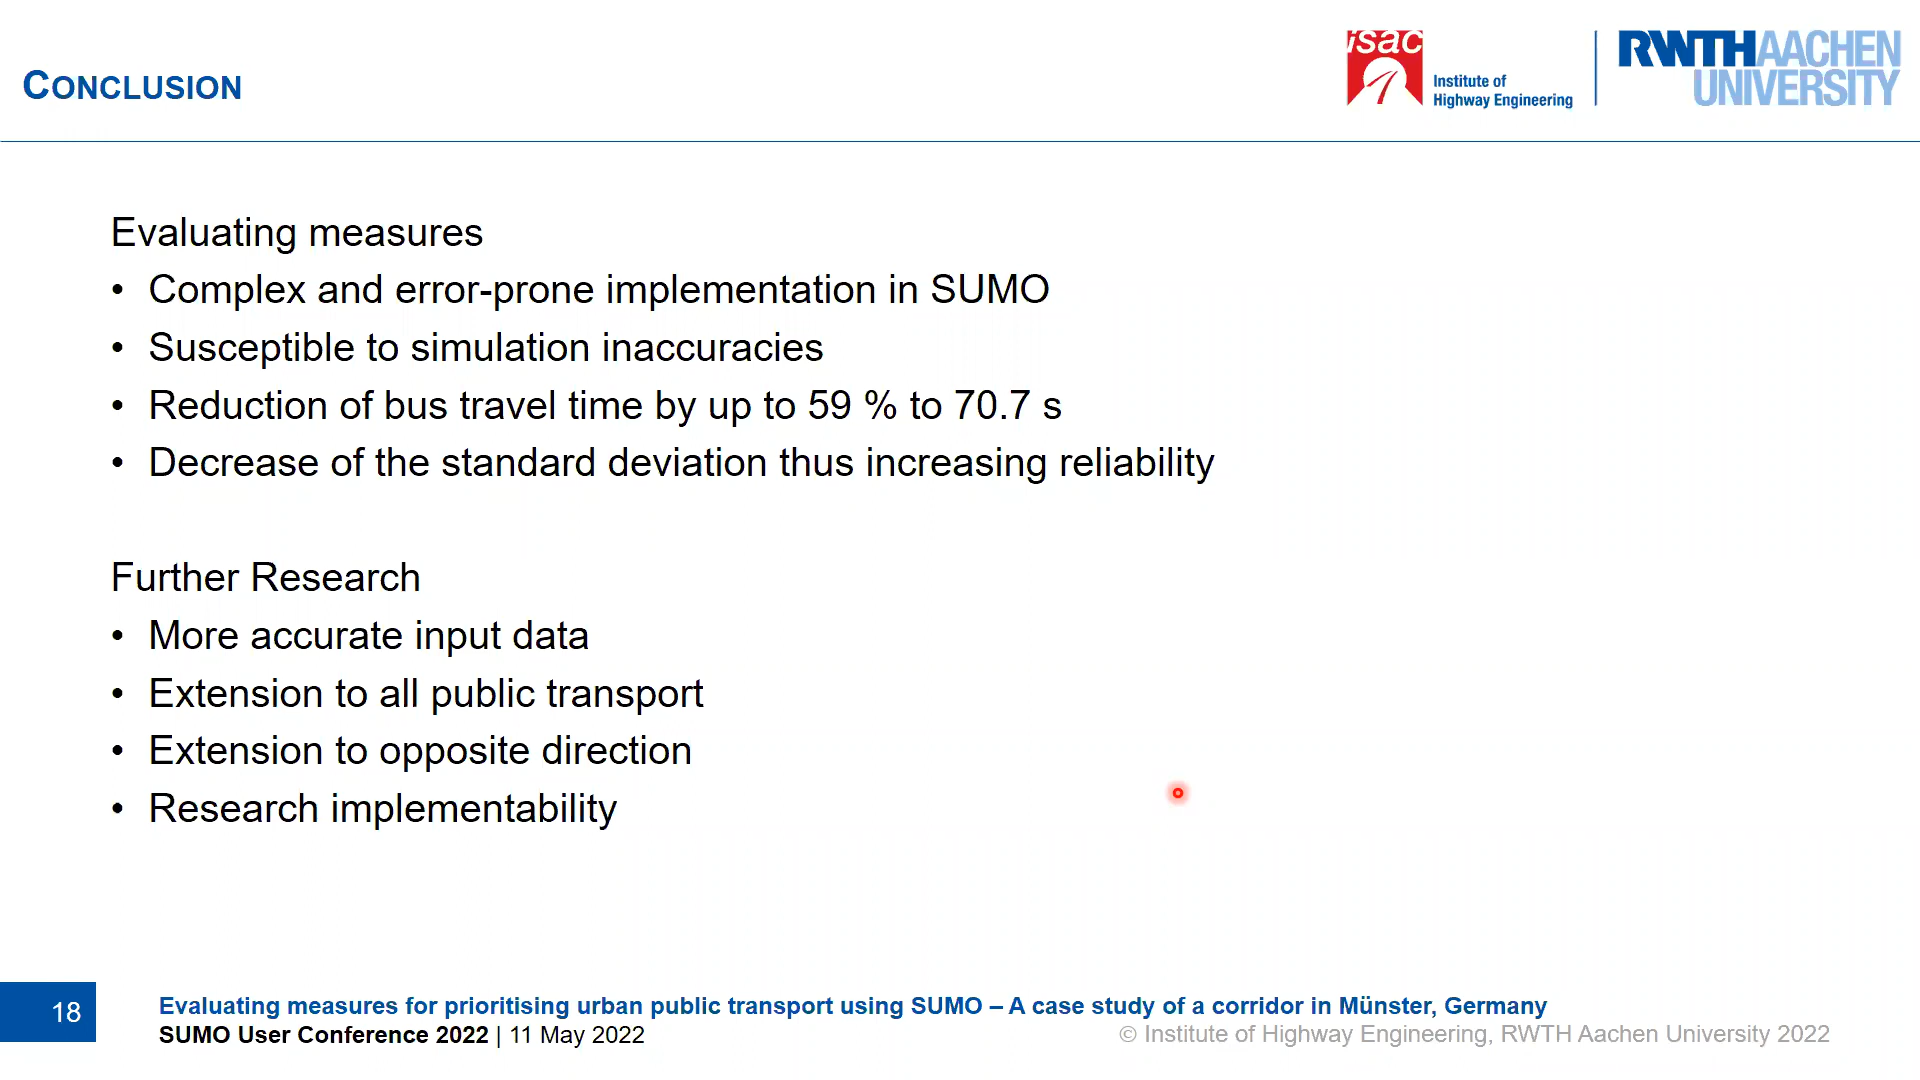 CONCLUSION
isac
Institute of
Highway Engineering
RWTH AACHEN
UNIVERSITY
Evaluating measures
• Complex and error-prone implementation in SUMO
• Susceptible to simulation inaccuracies
• Reduction of bus travel time by up to 59 % to 70.7 s
• Decrease of the standard deviation thus increasing reliability
Further Research
• More accurate input data
• Extension to all public transport
• Extension to opposite direction
• Research implementability
18
Evaluating measures for prioritising urban public transport using SUMO – A case study of a corridor in Münster, Germany
SUMO User Conference 2022 | 11 May 2022
© Institute of Highway Engineering, RWTH Aachen University 2022